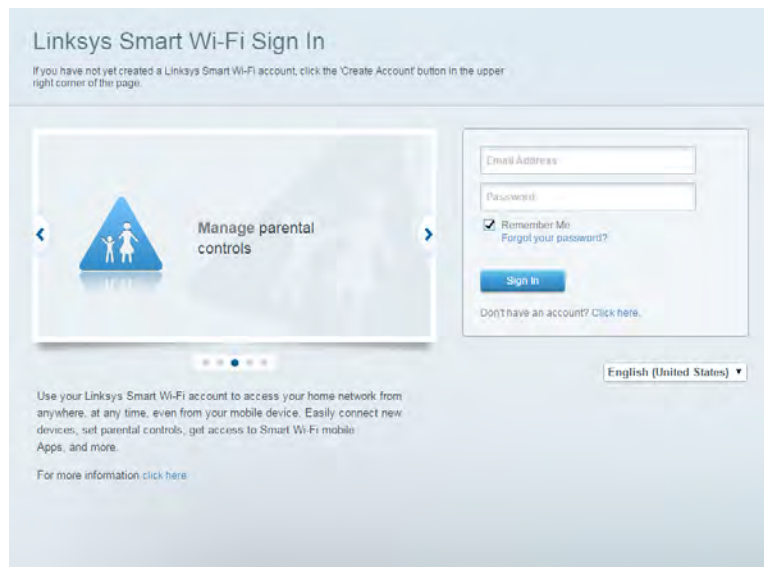 Linksys Smart Wi-Fi Sign In
If you have not yet created a Linksys Smart Wi-Fi account, click the 'Create Account' button in the upper
right corner of the page.
Manage parental
controls
Email Address
Password
Remember Me
Forgot your password?
Sign In
Don't have an account? Click here.
English (United States)
Use your Linksys Smart Wi-Fi account to access your home network from
anywhere, at any time, even from your mobile device. Easily connect new
devices, set parental controls, get access to Smart Wi-Fi mobile
Apps, and more.
For more information click here